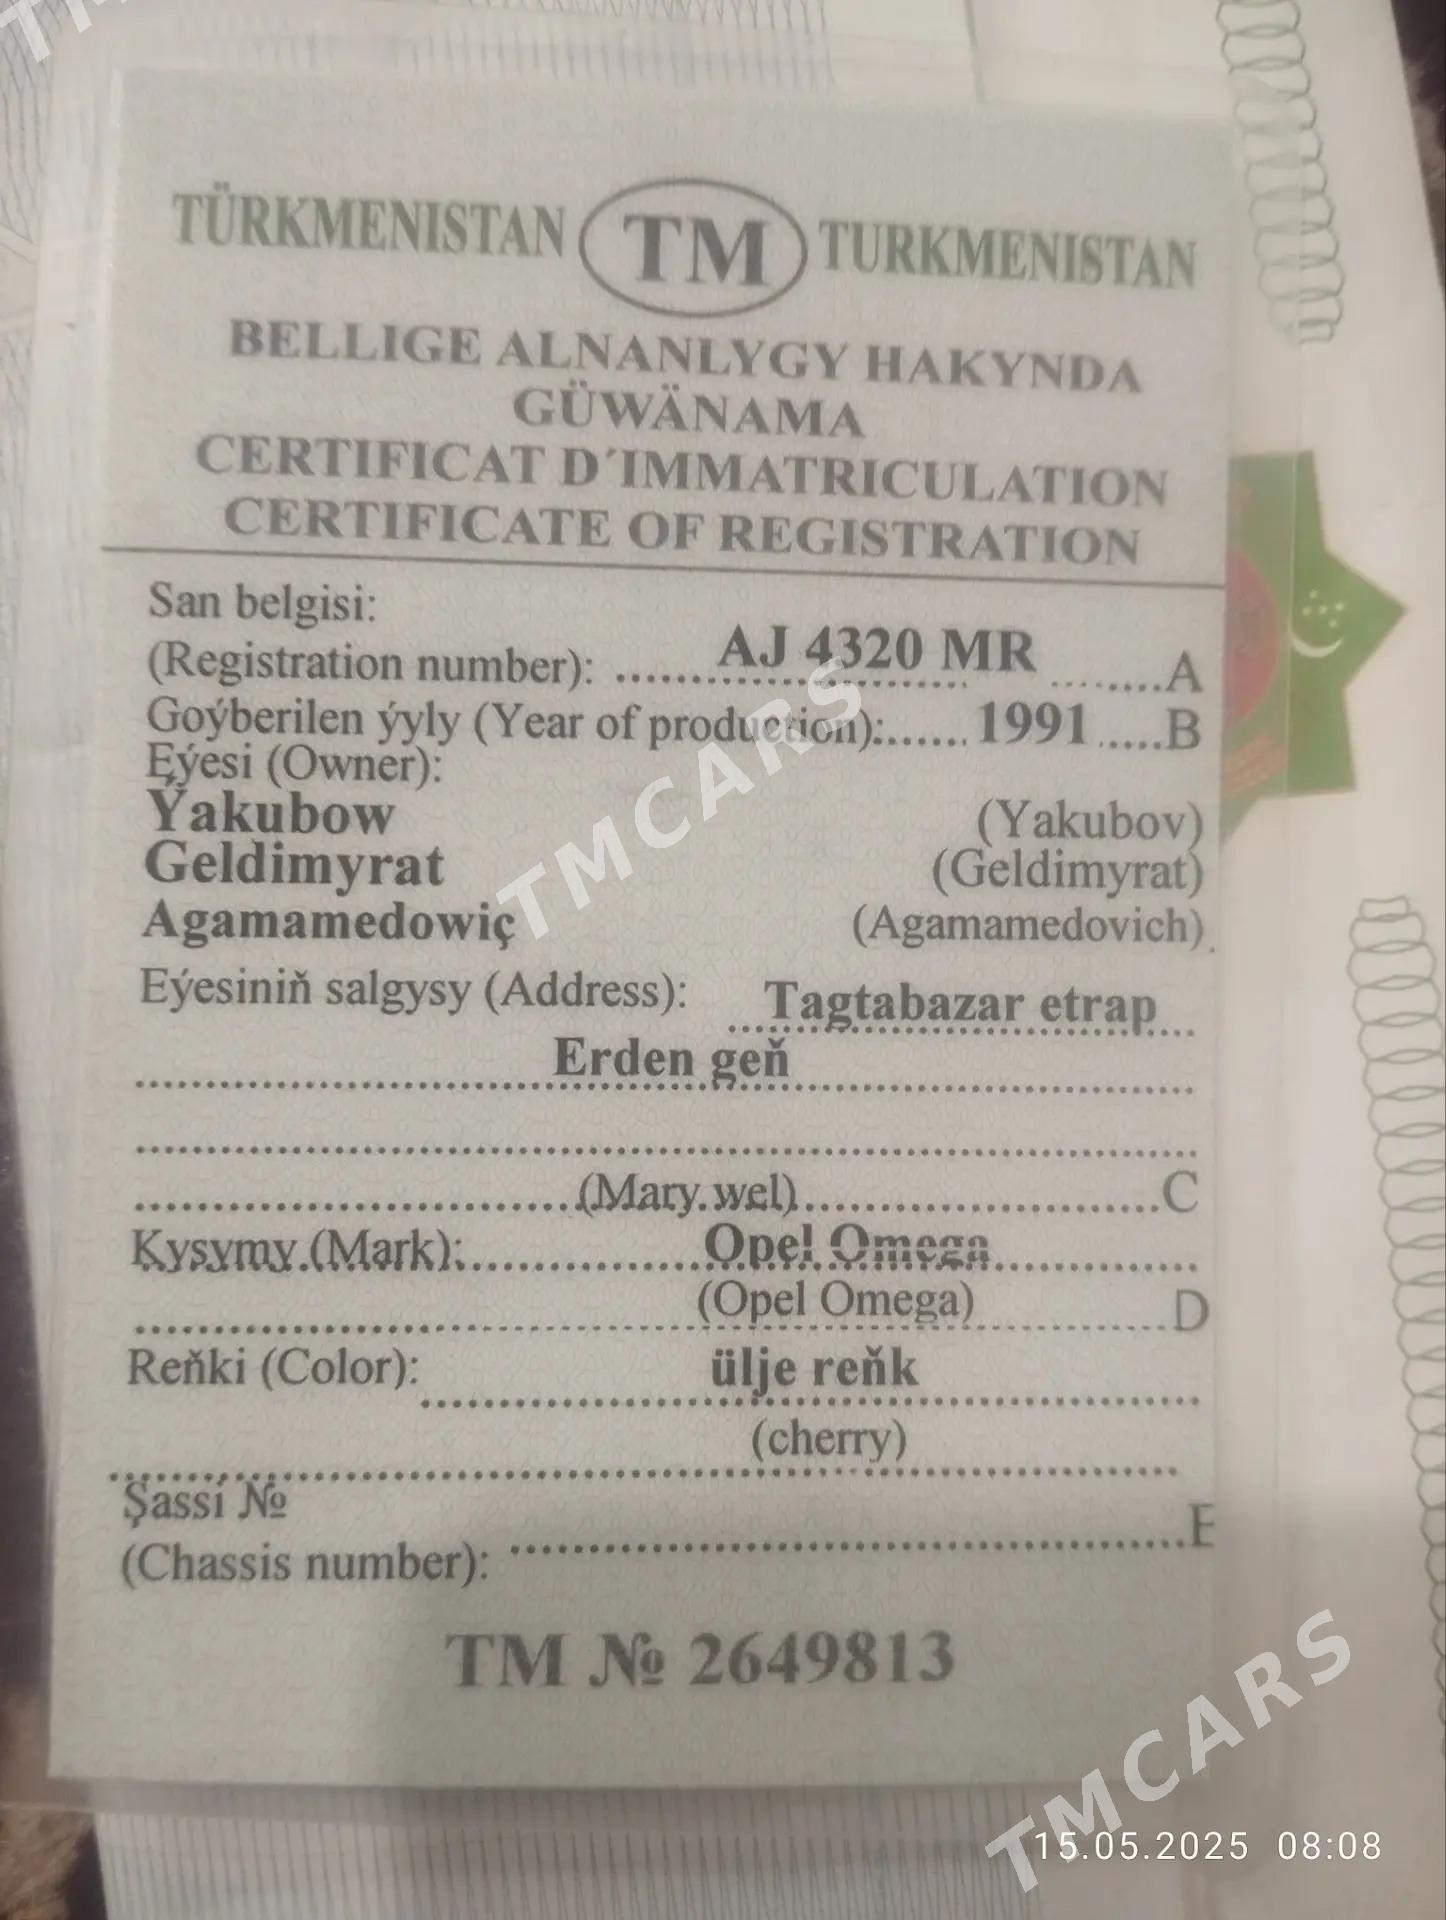 TÜRKMENISTAN TM TURKMENISTAN
BELLIGE ALNANLYGY HAKYNDA
GÜWÄNAMA
CERTIFICAT D´IMMATRICULATION
CERTIFICATE OF REGISTRATION
San belgisi:
(Registration number): ...... AJ 4320 MR ...... A
Goýberilen ýyly (Year of production):...... 1991 ..... B
Eýesi (Owner):
Ýakubow (Yakubov)
Geldimyrat (Geldimyrat)
Agamamedowiç (Agamamedovich)
Eýesiniň salgysy (Address): Tagtabazar etrap
Erden geň
(Mary wel) C
Kysymy (Mark): Opel Omega
(Opel Omega) D
Reňki (Color): ülje reňk
(cherry)
Şassi №
(Chassis number): E
TM № 2649813
TMCARS
TMCARS
15.05.2025 08:08